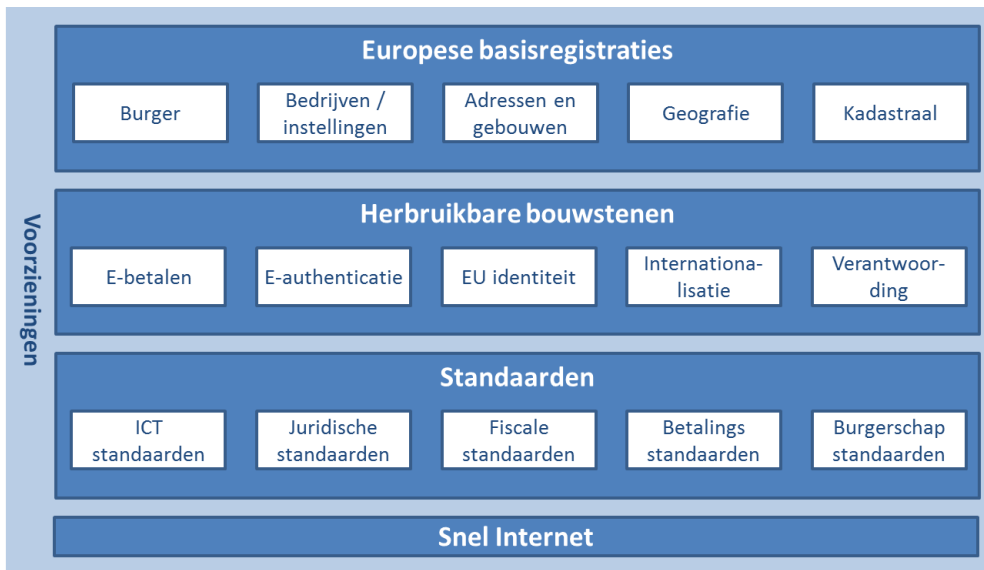 Voorzieningen
Europese basisregistraties
Burger
Bedrijven /
instellingen
Adressen en
gebouwen
Geografie
Kadastraal
Herbruikbare bouwstenen
E-betalen
E-authenticatie
EU identiteit
Internationa-
lisatie
Verantwoor-
ding
Standaarden
ICT
standaarden
Juridische
standaarden
Fiscale
standaarden
Betalings
standaarden
Burgerschap
standaarden
Snel Internet